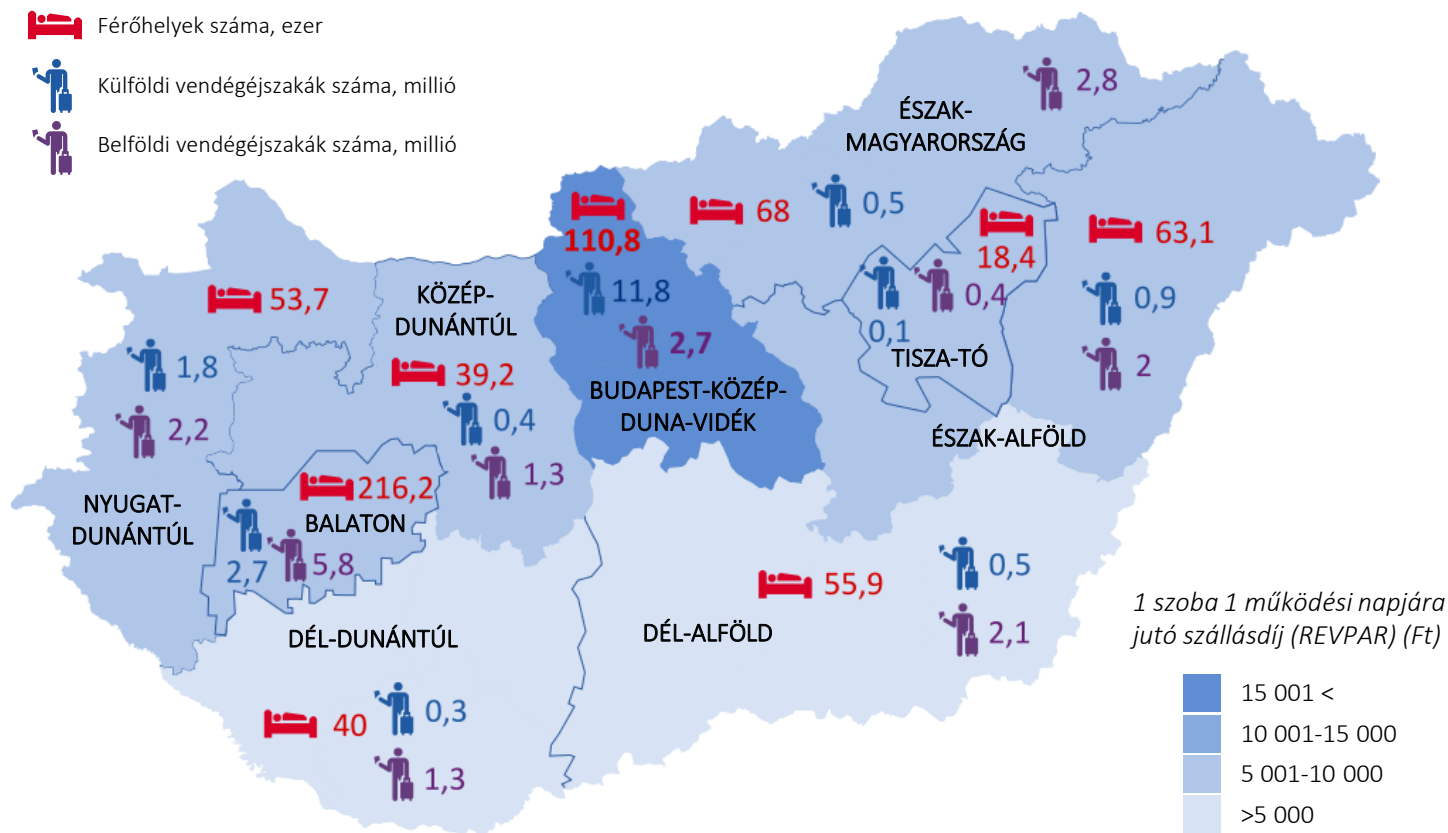 Férőhelyek száma, ezer
Külföldi vendégéjszakák száma, millió
Belföldi vendégéjszakák száma, millió
2,8
ÉSZAK-
MAGYARORSZÁG
68
0,5
110,8
11,8
2,7
BUDAPEST-KÖZÉP-
DUNA-VIDÉK
18,4
0,4
0,1
TISZA-TÓ
63,1
0,9
2
ÉSZAK-ALFÖLD
53,7
1,8
2,2
NYUGAT-
DUNÁNTÚL
KÖZÉP-
DUNÁNTÚL
39,2
0,4
1,3
216,2
BALATON
2,7
5,8
DÉL-DUNÁNTÚL
40
0,3
1,3
DÉL-ALFÖLD
55,9
0,5
2,1
1 szoba 1 működési napjára
jutó szállásdíj (REVPAR) (Ft)
15 001 <
10 001-15 000
5 001-10 000
>5 000